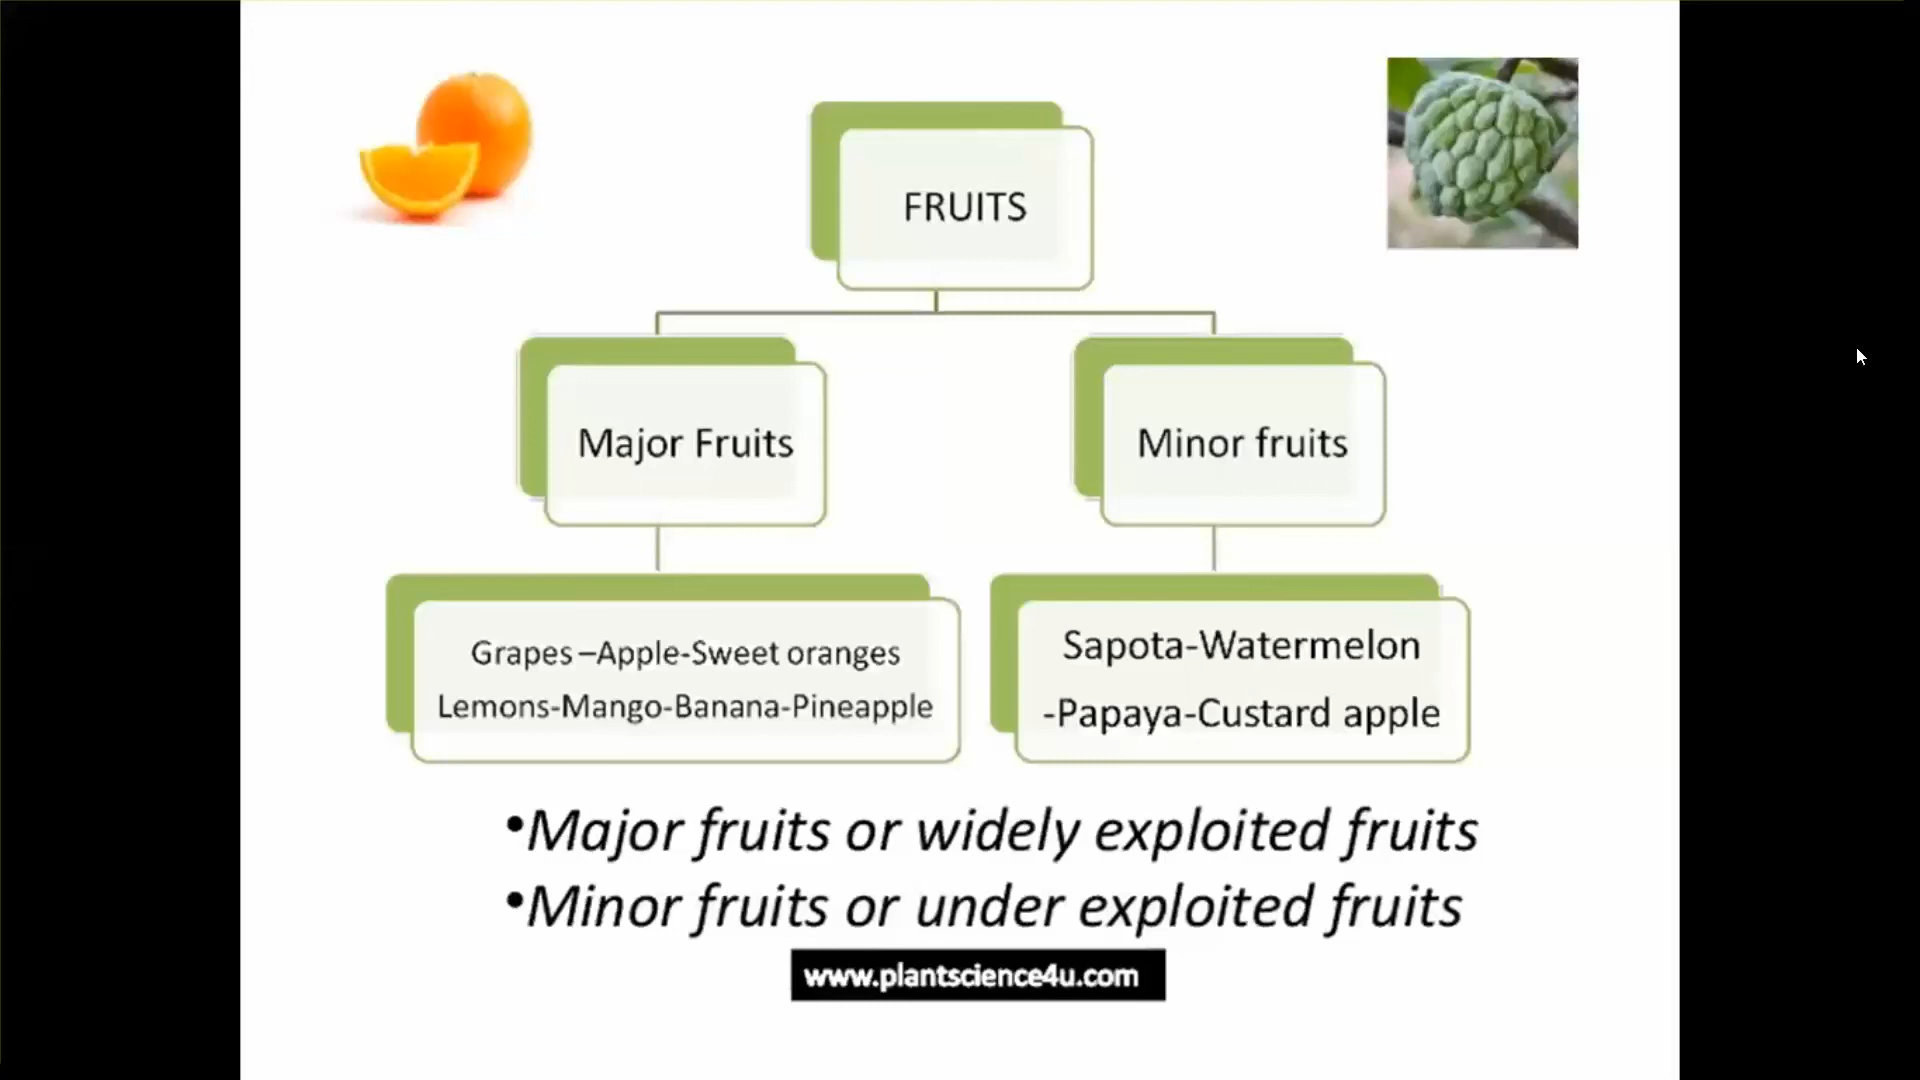 FRUITS
Major Fruits
Minor fruits
Grapes –Apple-Sweet oranges
Lemons-Mango-Banana-Pineapple
Sapota-Watermelon
-Papaya-Custard apple
•Major fruits or widely exploited fruits
•Minor fruits or under exploited fruits
www.plantscience4u.com